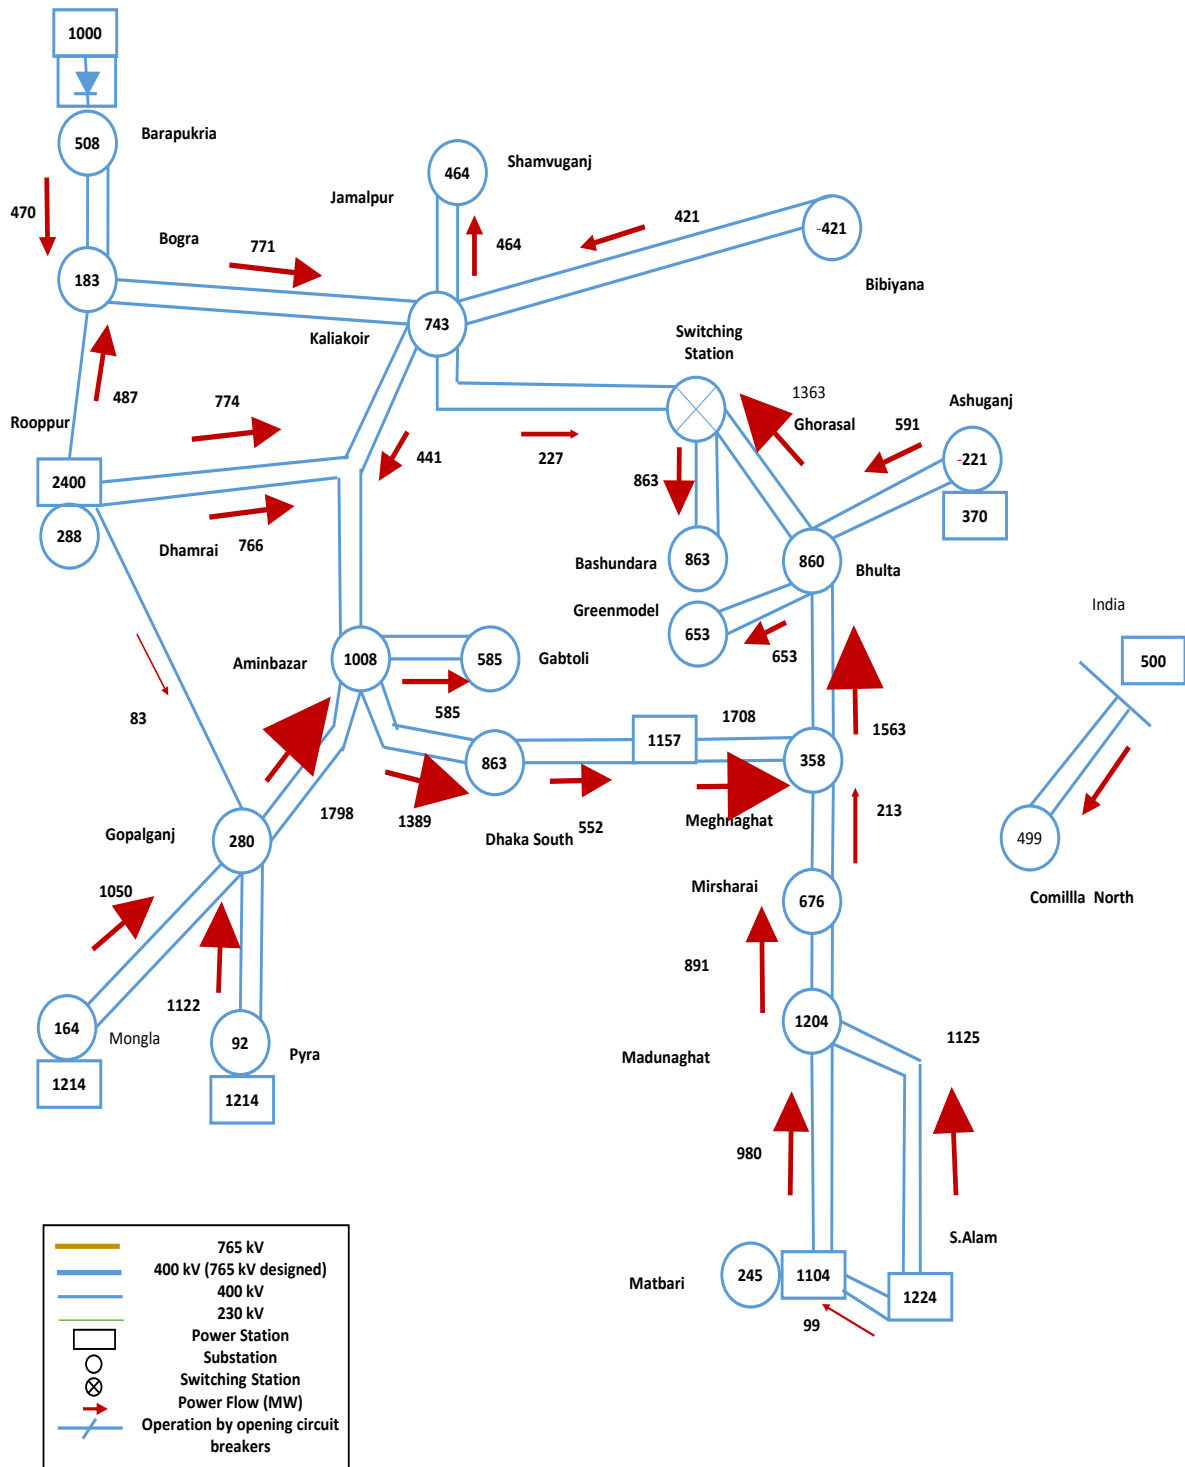 1000
508
Barapukria
Shamvuganj
464
Jamalpur
470
421
-421
Bogra
771
464
183
Bibiyana
743
Kaliakoir
Switching
Station
487
774
1363
Ashuganj
Rooppur
Ghorasal
591
441
227
863
-221
2400
370
288
Dhamrai
766
Bashundara
863
860
Bhulta
Greenmodel
653
India
653
Aminbazar
1008
585
Gabtoli
500
585
83
1708
1157
1563
863
358
1798
1389
Dhaka South
552
Meghnaghat
213
Gopalganj
280
499
1050
Mirsharai
676
Comillla North
891
1122
164
Mongla
92
Pyra
1204
1125
Madunaghat
1214
1214
980
S.Alam
Matbari
245
1104
1224
99
765 kV
400 kV (765 kV designed)
400 kV
230 kV
Power Station
Substation
Switching Station
Power Flow (MW)
Operation by opening circuit
breakers